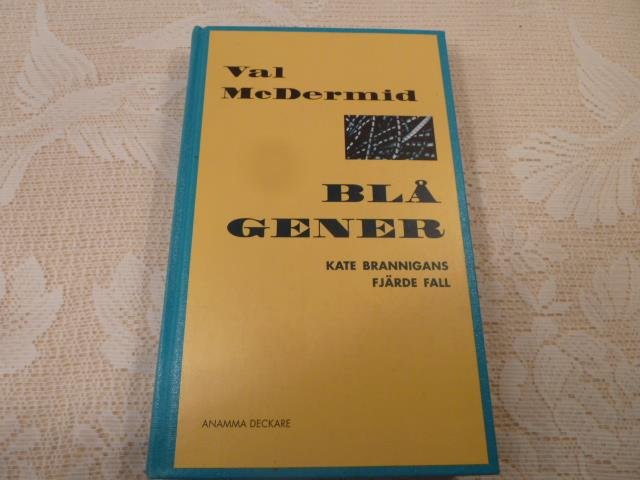 Val
McDermid
BLÅ
GENER
KATE BRANNIGANS
FJÄRDE FALL
ANAMMA DECKARE